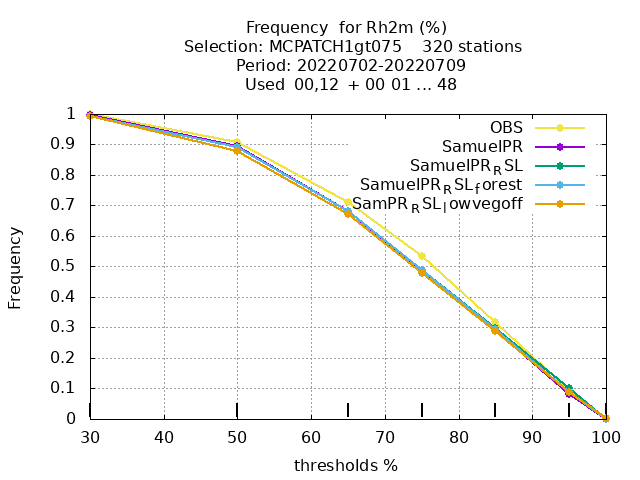 Frequency for Rh2m (%)
Selection: MCPATCH1gt075 320 stations
Period: 20220702-20220709
Used 00,12 + 00 01 ... 48
1
0.9
0.8
0.7
0.6
0.5
0.4
0.3
0.2
0.1
0
Frequency
OBS
SamuelPR
SamuelPR_RSL
SamuelPR_RSL_forest
SamPR_RSL_lowvegoff
30 40 50 60 70 80 90 100
thresholds %